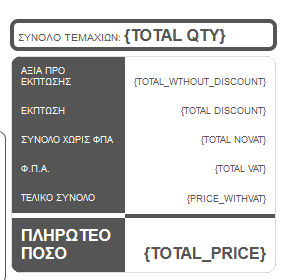 ΣΥΝΟΛΟ ΤΕΜΑΧΙΩΝ: {TOTAL QTY}
ΑΞΙΑ ΠΡΟ
ΕΚΠΤΩΣΗΣ {TOTAL_WTHOUT_DISCOUNT}
ΕΚΠΤΩΣΗ {TOTAL DISCOUNT}
ΣΥΝΟΛΟ ΧΩΡΙΣ ΦΠΑ {TOTAL NOVAT}
Φ.Π.Α. {TOTAL VAT}
ΤΕΛΙΚΟ ΣΥΝΟΛΟ {PRICE_WITHVAT}
ΠΛΗΡΩΤΕΟ
ΠΟΣΟ {TOTAL_PRICE}